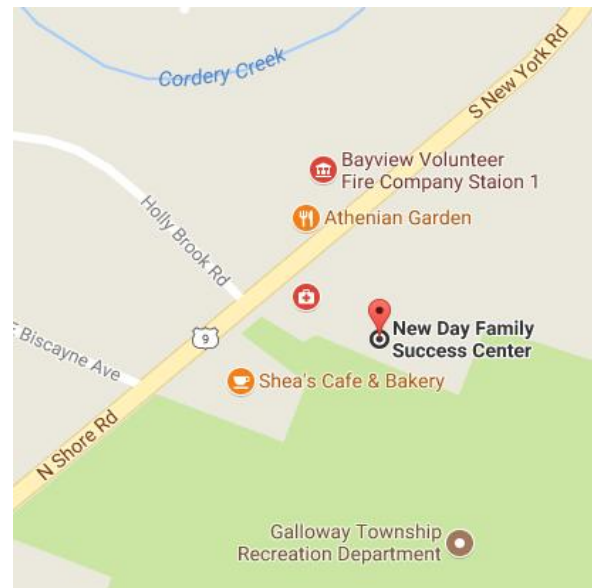 Cordery Creek
S New York Rd
Bayview Volunteer
Fire Company Staion 1
Athenian Garden
Holly Brook Rd
New Day Family
Success Center
9
E Biscayne Ave
Shea's Cafe & Bakery
N Shore Rd
Galloway Township
Recreation Department